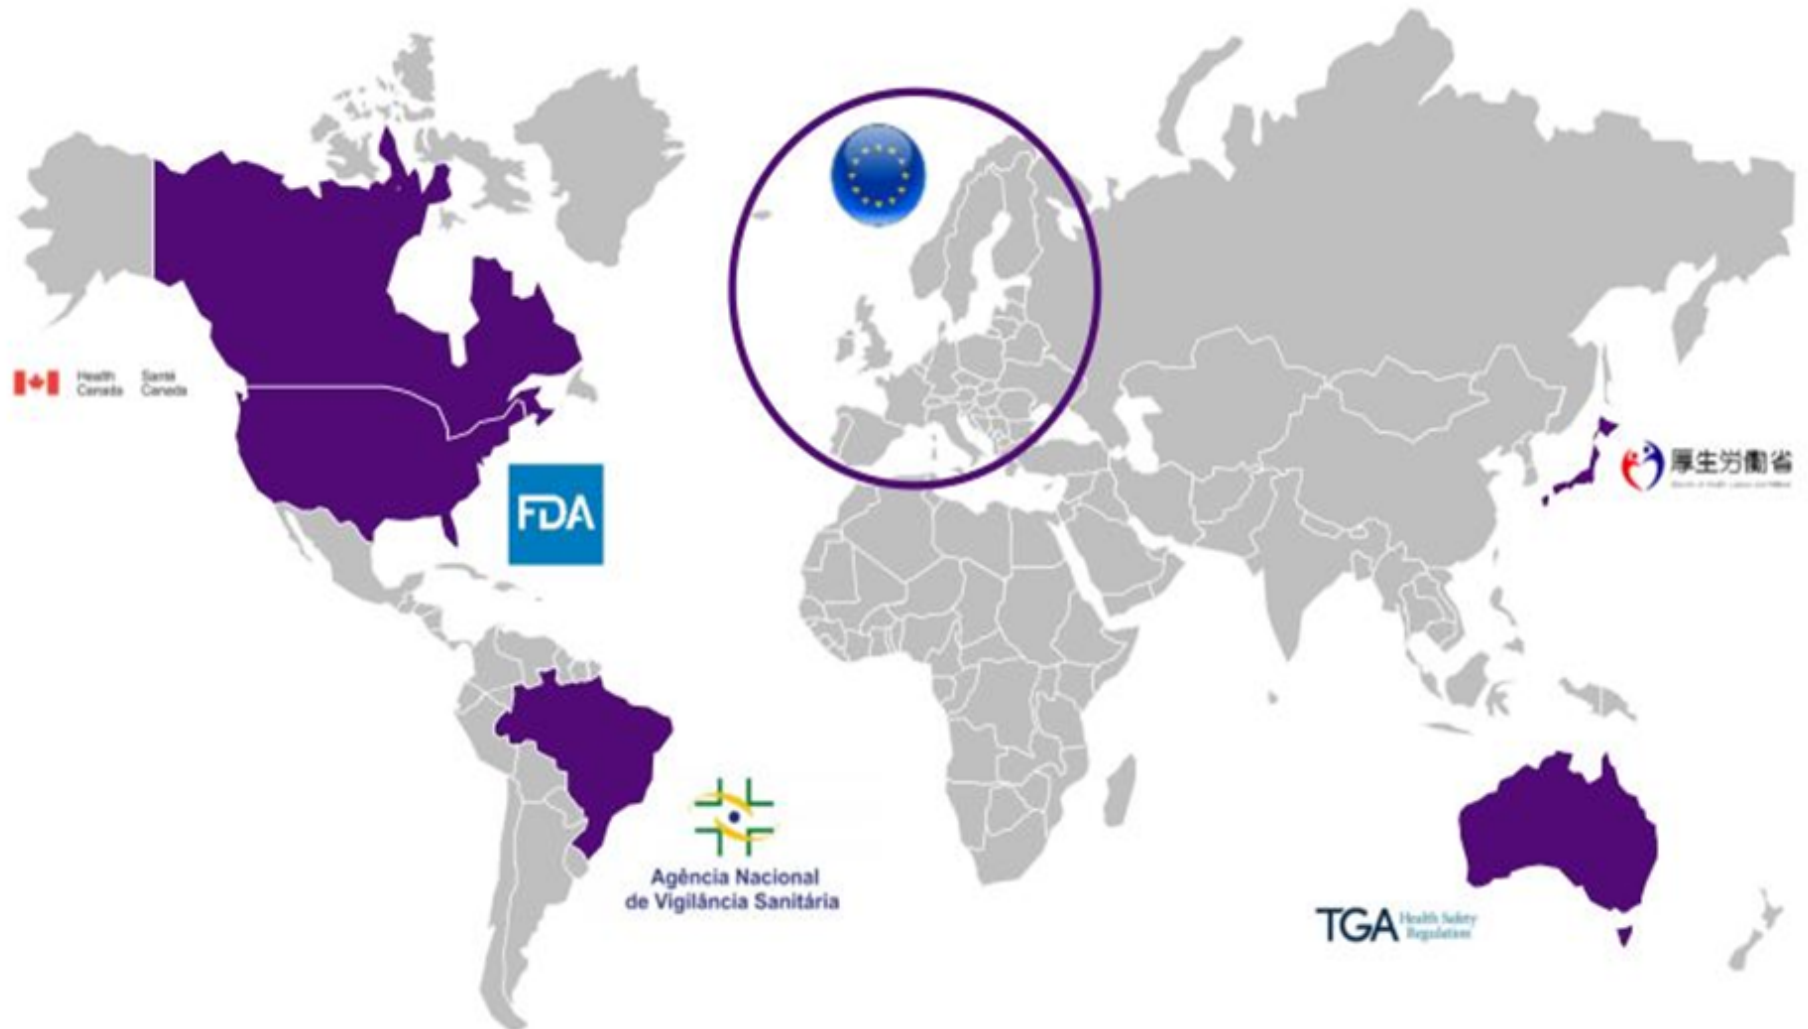 Health Santé
Canada Canada
FDA
厚生労働省
Agência Nacional
de Vigilância Sanitária
TGA Health Safety
Regulation